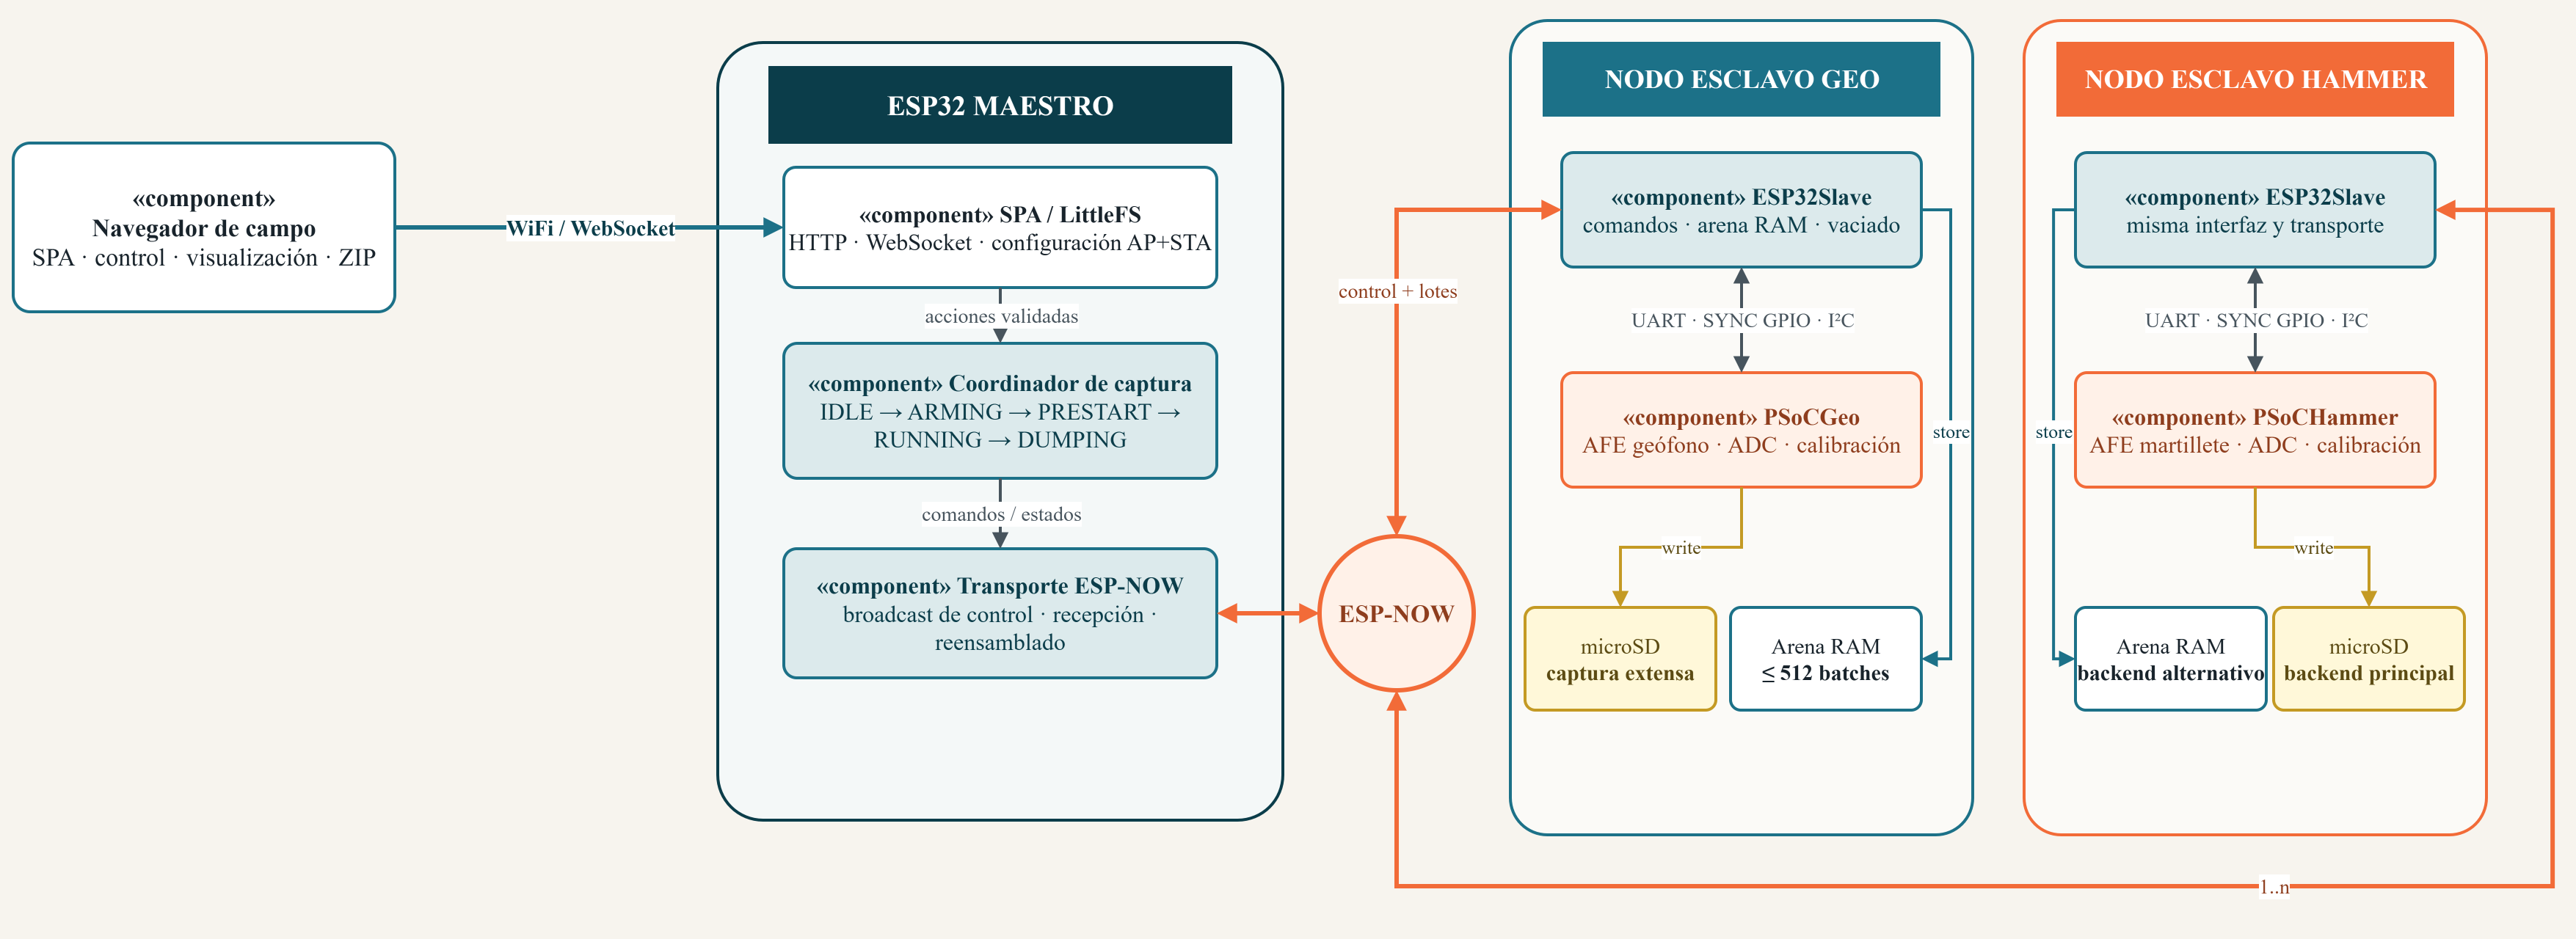 «component»
Navegador de campo
SPA · control · visualización · ZIP
WiFi / WebSocket
ESP32 MAESTRO
«component» SPA / LittleFS
HTTP · WebSocket · configuración AP+STA
acciones validadas
«component» Coordinador de captura
IDLE → ARMING → PRESTART →
RUNNING → DUMPING
comandos / estados
«component» Transporte ESP-NOW
broadcast de control · recepción ·
reensamblado
control + lotes
ESP-NOW
NODO ESCLAVO GEO
«component» ESP32Slave
comandos · arena RAM · vaciado
UART · SYNC GPIO · I²C
«component» PSoCGeo
AFE geófono · ADC · calibración
store
write
microSD
captura extensa
Arena RAM
≤ 512 batches
NODO ESCLAVO HAMMER
«component» ESP32Slave
misma interfaz y transporte
UART · SYNC GPIO · I²C
store
«component» PSoCHammer
AFE martillete · ADC · calibración
write
Arena RAM
backend alternativo
microSD
backend principal
1..n